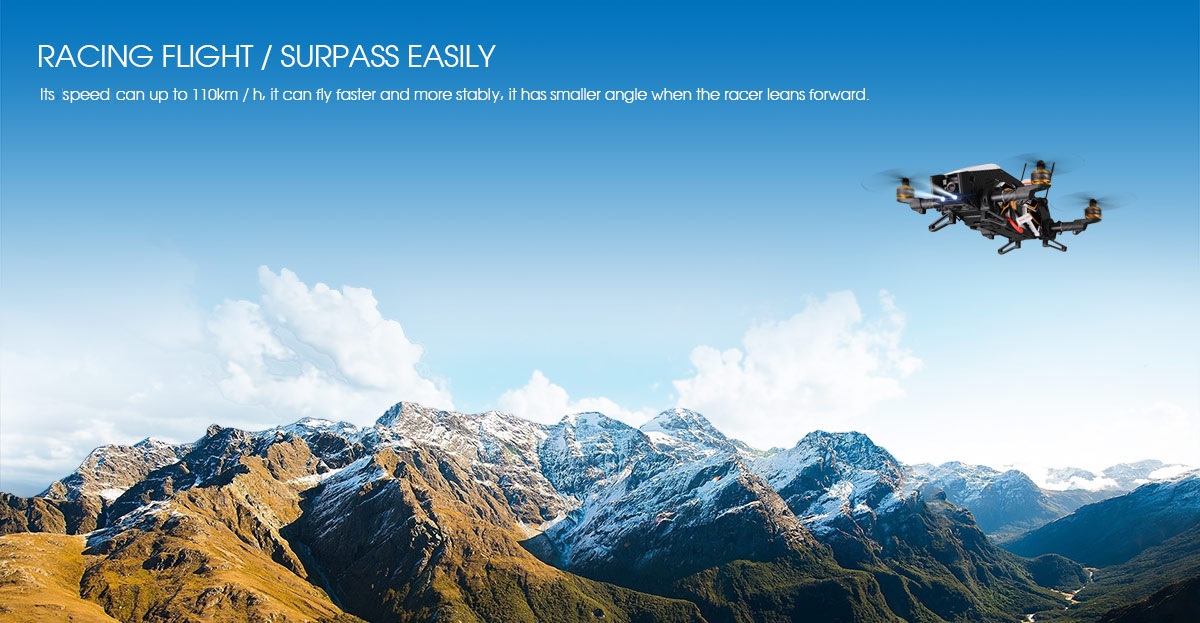 RACING FLIGHT / SURPASS EASILY
Its speed can up to 110km / h, it can fly faster and more stably, it has smaller angle when the racer leans forward.